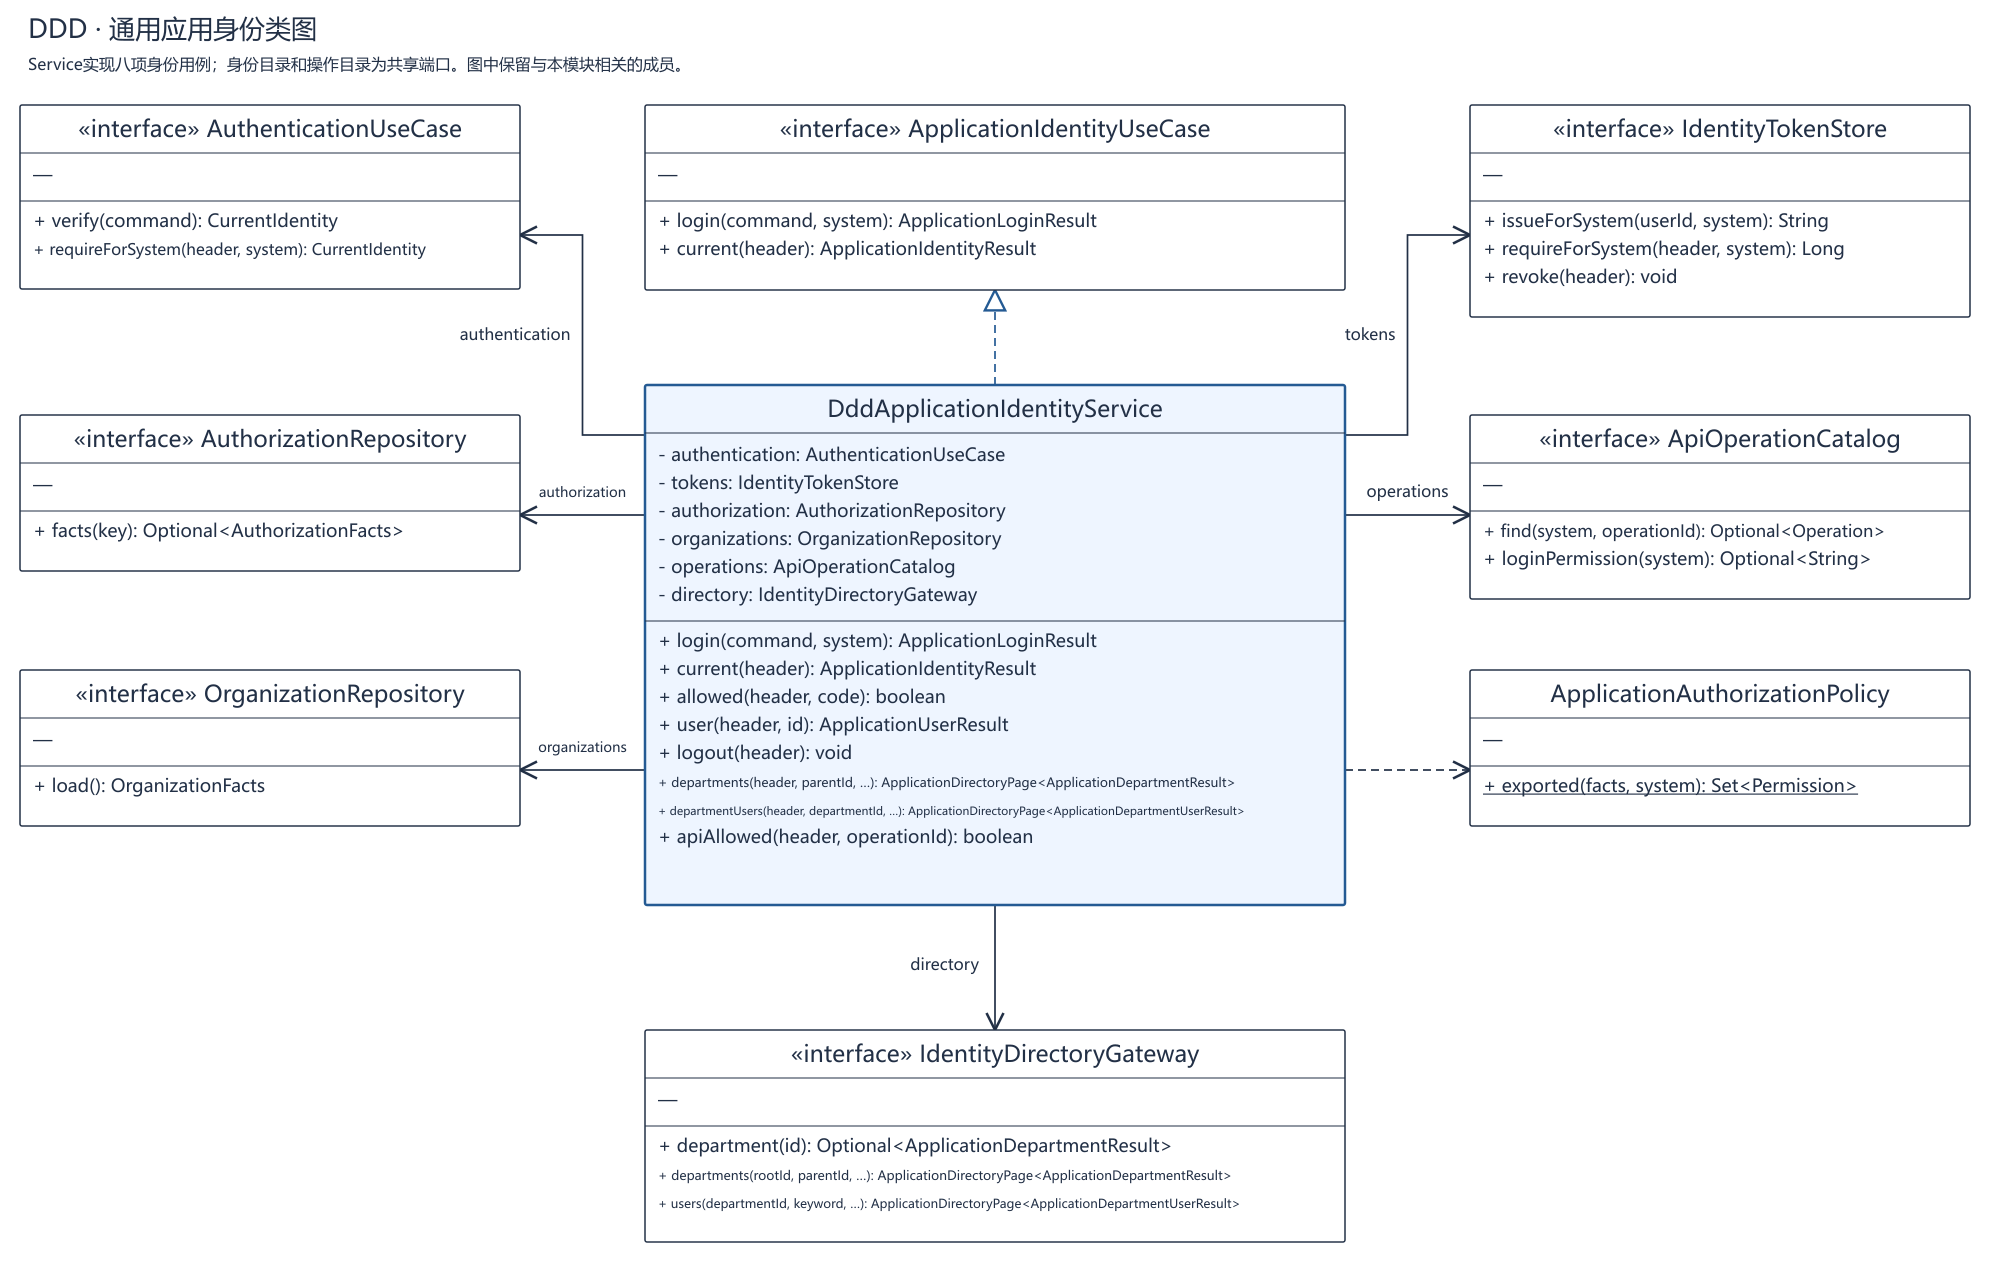 DDD · 通用应用身份类图
Service实现八项身份用例；身份目录和操作目录为共享端口。图中保留与本模块相关的成员。
«interface» AuthenticationUseCase
—
+ verify(command): CurrentIdentity
+ requireForSystem(header, system): CurrentIdentity
«interface» ApplicationIdentityUseCase
—
+ login(command, system): ApplicationLoginResult
+ current(header): ApplicationIdentityResult
«interface» IdentityTokenStore
—
+ issueForSystem(userId, system): String
+ requireForSystem(header, system): Long
+ revoke(header): void
authentication
tokens
«interface» AuthorizationRepository
—
+ facts(key): Optional<AuthorizationFacts>
authorization
DddApplicationIdentityService
- authentication: AuthenticationUseCase
- tokens: IdentityTokenStore
- authorization: AuthorizationRepository
- organizations: OrganizationRepository
- operations: ApiOperationCatalog
- directory: IdentityDirectoryGateway
+ login(command, system): ApplicationLoginResult
+ current(header): ApplicationIdentityResult
+ allowed(header, code): boolean
+ user(header, id): ApplicationUserResult
+ logout(header): void
+ departments(header, parentId, …): ApplicationDirectoryPage<ApplicationDepartmentResult>
+ departmentUsers(header, departmentId, …): ApplicationDirectoryPage<ApplicationDepartmentUserResult>
+ apiAllowed(header, operationId): boolean
operations
«interface» ApiOperationCatalog
—
+ find(system, operationId): Optional<Operation>
+ loginPermission(system): Optional<String>
«interface» OrganizationRepository
—
+ load(): OrganizationFacts
organizations
ApplicationAuthorizationPolicy
—
+ exported(facts, system): Set<Permission>
directory
«interface» IdentityDirectoryGateway
—
+ department(id): Optional<ApplicationDepartmentResult>
+ departments(rootId, parentId, …): ApplicationDirectoryPage<ApplicationDepartmentResult>
+ users(departmentId, keyword, …): ApplicationDirectoryPage<ApplicationDepartmentUserResult>